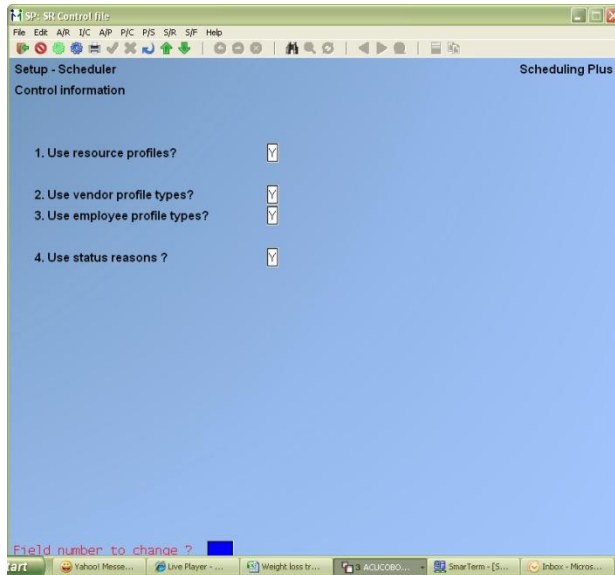 SP: SR Control file
File Edit A/R I/C A/P P/C P/S S/R S/F Help
Setup - Scheduler Scheduling Plus
Control information
1. Use resource profiles? Y
2. Use vendor profile types? Y
3. Use employee profile types? Y
4. Use status reasons ? Y
Field number to change ?
tart Yahoo! Messe... Live Player - ... Weight loss tr... 3 ACUCOBO... SmarTerm - [S... Inbox - Micros...